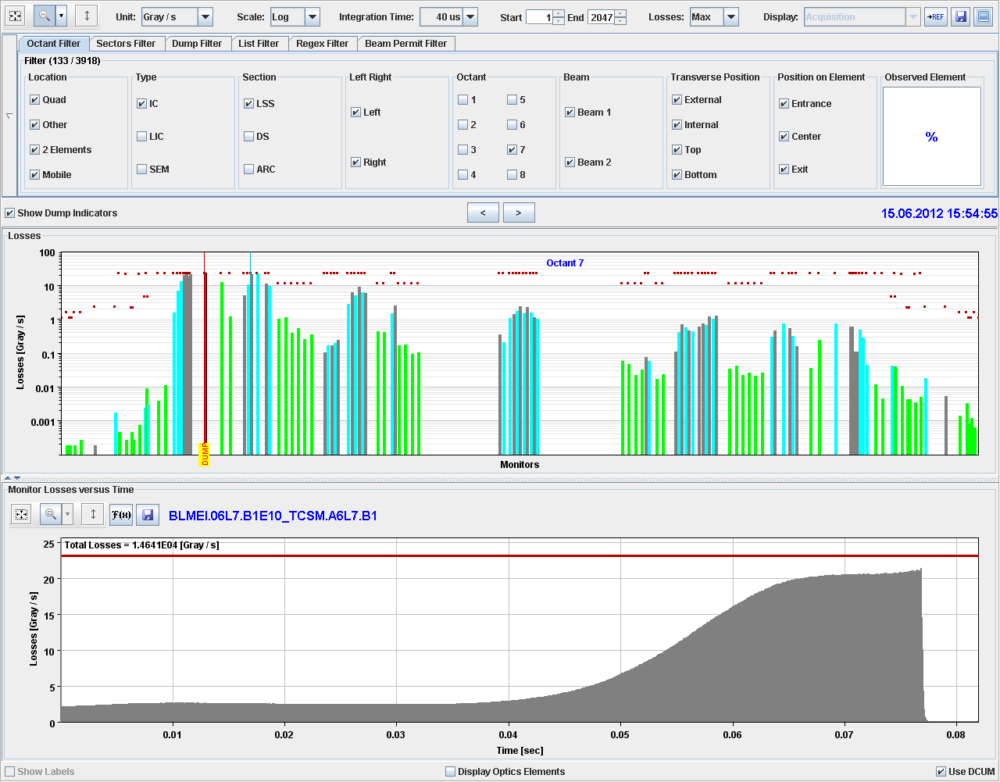 Unit: Gray / s Scale: Log Integration Time: 40 us Start 1 End 2047 Losses: Max Display: Acquisition →REF
Octant Filter Sectors Filter Dump Filter List Filter Regex Filter Beam Permit Filter
Filter (133 / 3918)
Location Type Section Left Right Octant Beam Transverse Position Position on Element Observed Element
Quad IC LSS Left 1 5 Beam 1 External Entrance %
Other LIC DS Right 2 6 Beam 2 Internal Center
2 Elements SEM ARC 3 7 Top Exit
Mobile 4 8 Bottom
Show Dump Indicators < > 15.06.2012 15:54:55
Losses
Octant 7
Losses [Gray / s]
100
10
1
0.1
0.01
0.001
DUMP
Monitors
Monitor Losses versus Time
F(x) BLMEI.06L7.B1E10_TCSM.A6L7.B1
Total Losses = 1.4641E04 [Gray / s]
Losses [Gray / s]
25
20
15
10
5
0
0.01 0.02 0.03 0.04 0.05 0.06 0.07 0.08
Time [sec]
Show Labels Display Optics Elements Use DCUM